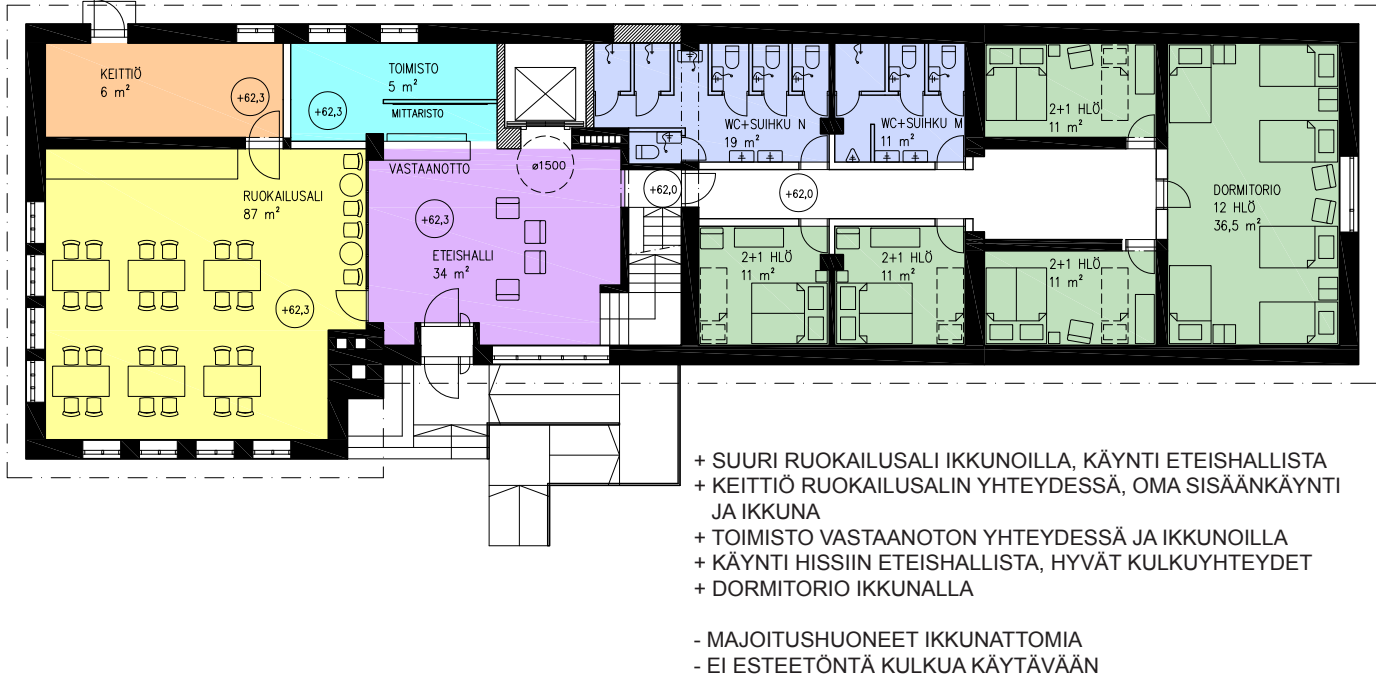 KEITTIÖ
6 m²
+62,3
TOIMISTO
5 m²
+62,3
MITTARISTO
VASTAANOTTO
RUOKAILUSALI
87 m²
+62,3
ETEISHALLI
34 m²
+62,3
ø1500
WC+SUIHKU N
19 m²
WC+SUIHKU M
11 m²
+62,0
+62,0
2+1 HLÖ
11 m²
2+1 HLÖ
11 m²
2+1 HLÖ
11 m²
2+1 HLÖ
11 m²
DORMITORIO
12 HLÖ
36,5 m²
+ SUURI RUOKAILUSALI IKKUNOILLA, KÄYNTI ETEISHALLISTA
+ KEITTIÖ RUOKAILUSALIN YHTEYDESSÄ, OMA SISÄÄNKÄYNTI
JA IKKUNA
+ TOIMISTO VASTAANOTON YHTEYDESSÄ JA IKKUNOILLA
+ KÄYNTI HISSIIN ETEISHALLISTA, HYVÄT KULKUYHTEYDET
+ DORMITORIO IKKUNALLA
- MAJOITUSHUONEET IKKUNATTOMIA
- EI ESTEETÖNTÄ KULKUA KÄYTÄVÄÄN